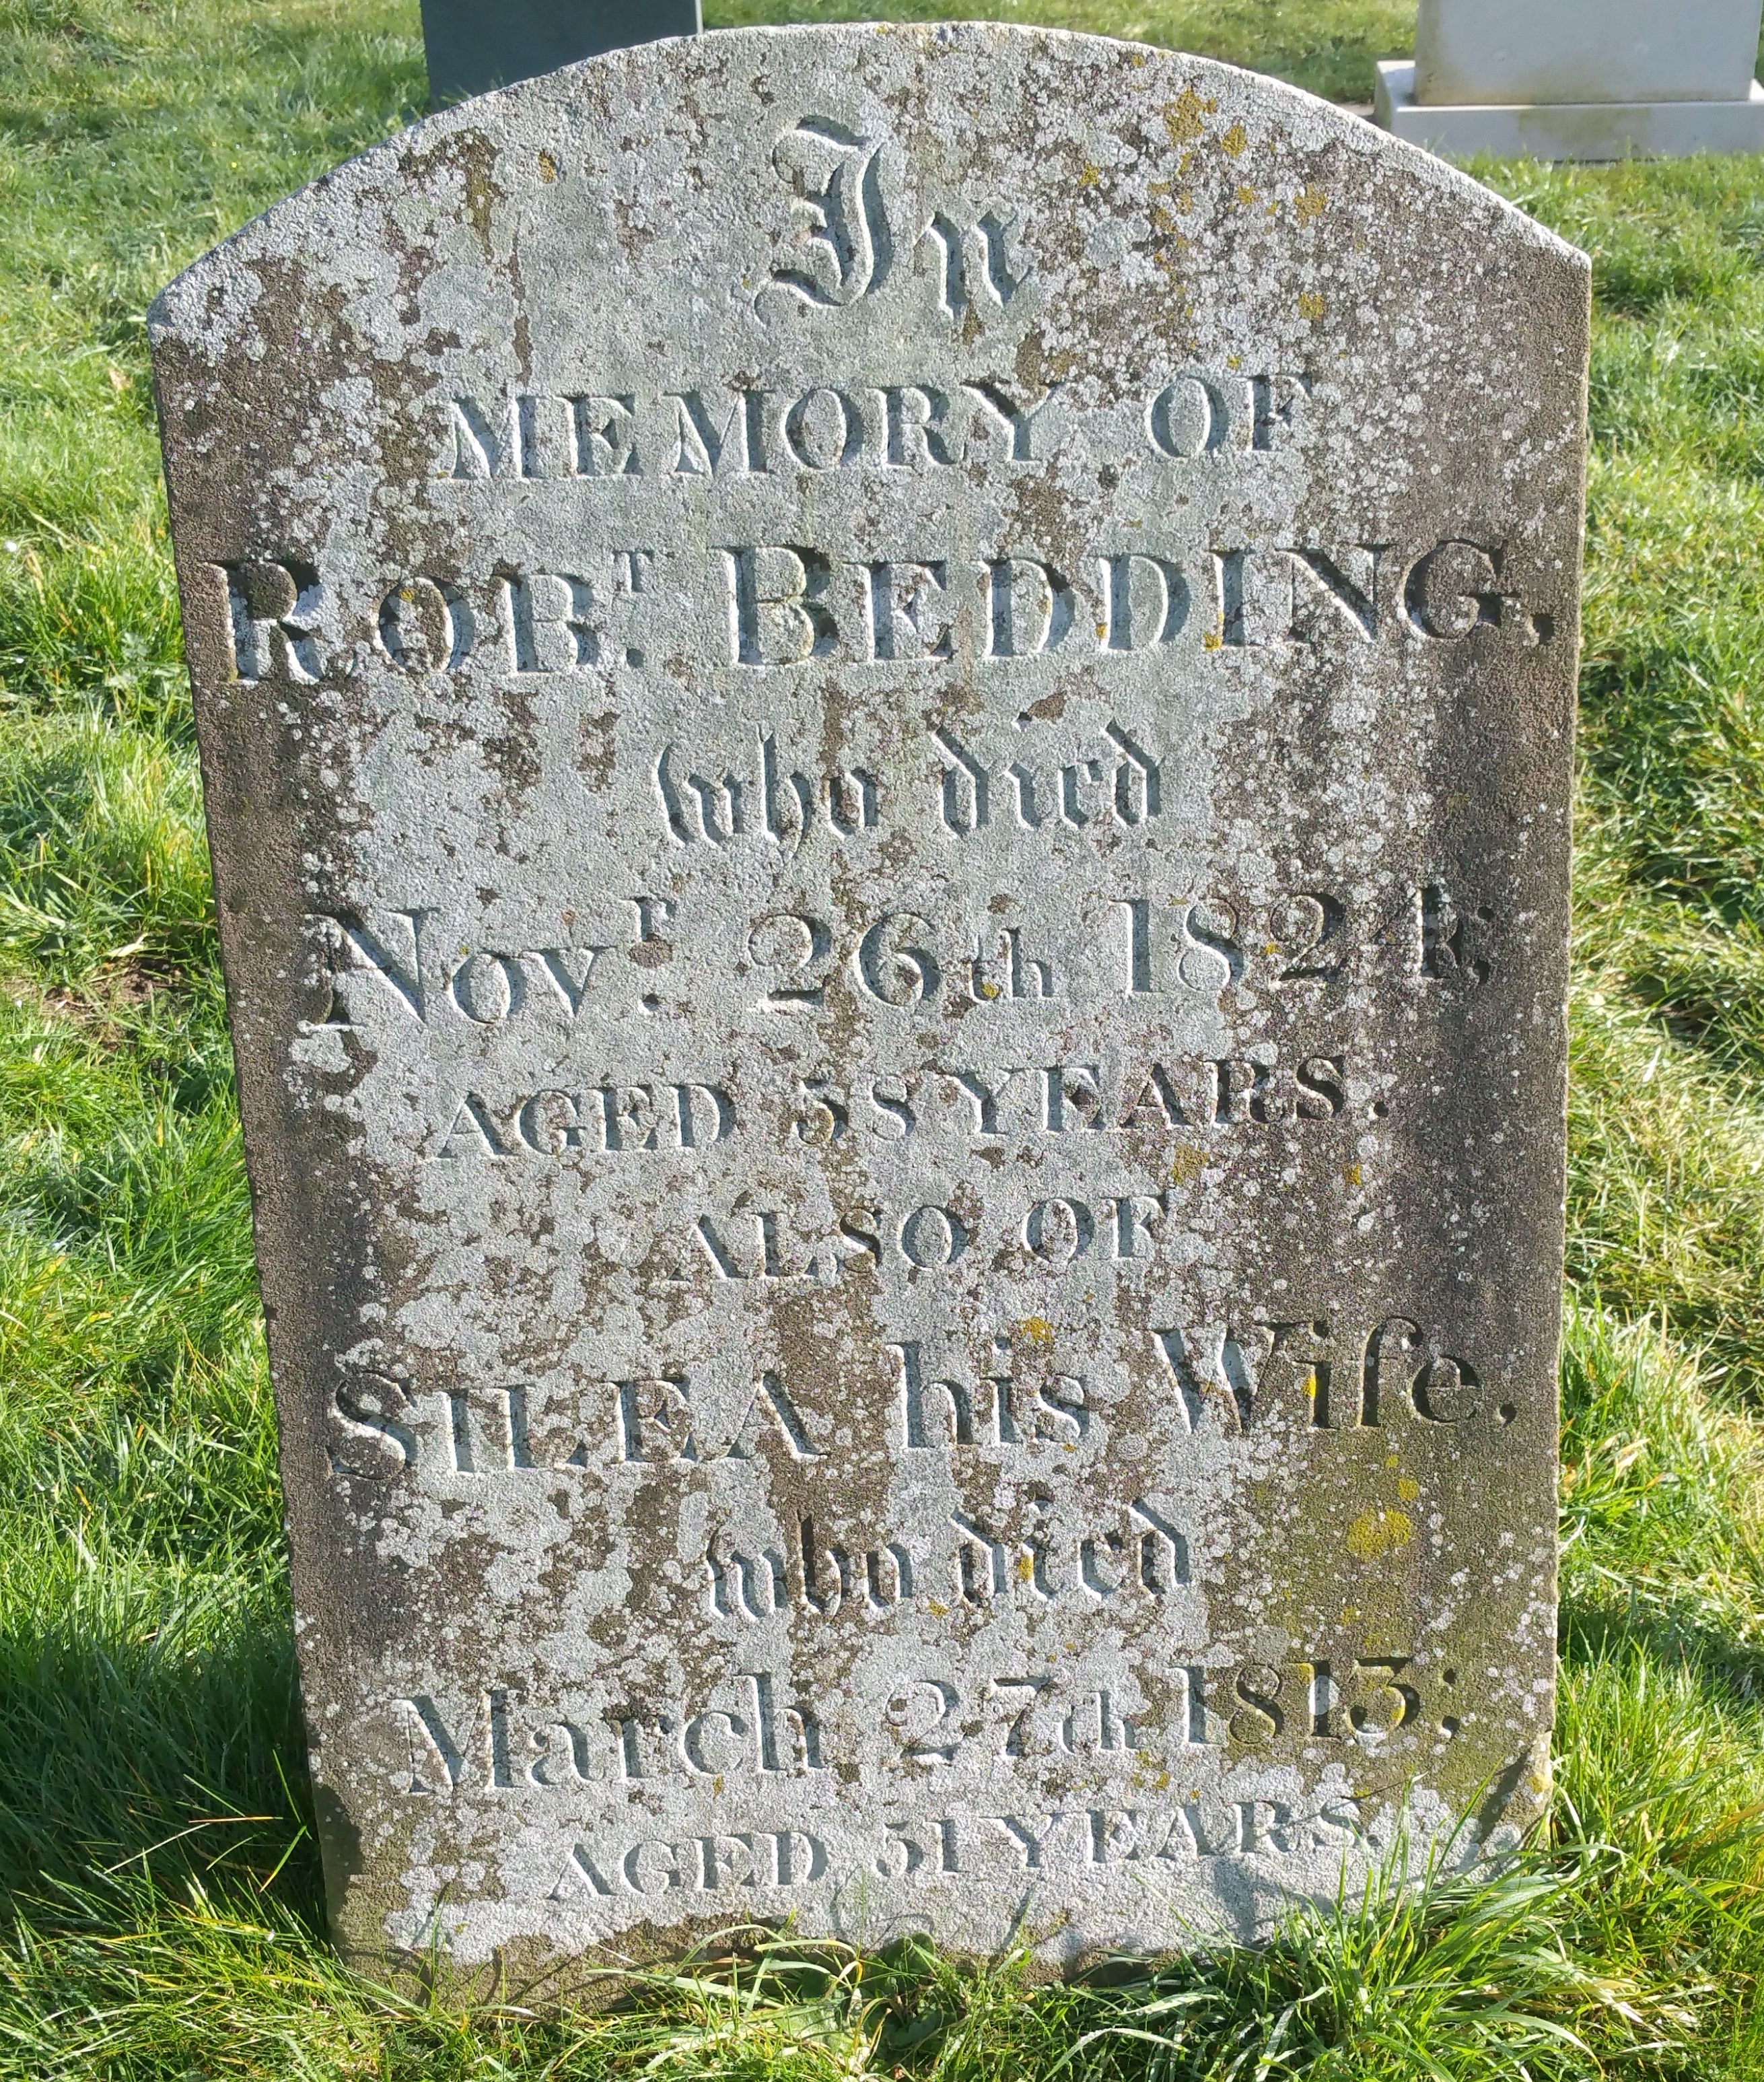 In
MEMORY OF
ROBT. BEDDING,
who died
Novr. 26th 1824;
AGED 58 YEARS.
ALSO OF
SILEA his Wife,
who died
March 27th 1813;
AGED 51 YEARS.